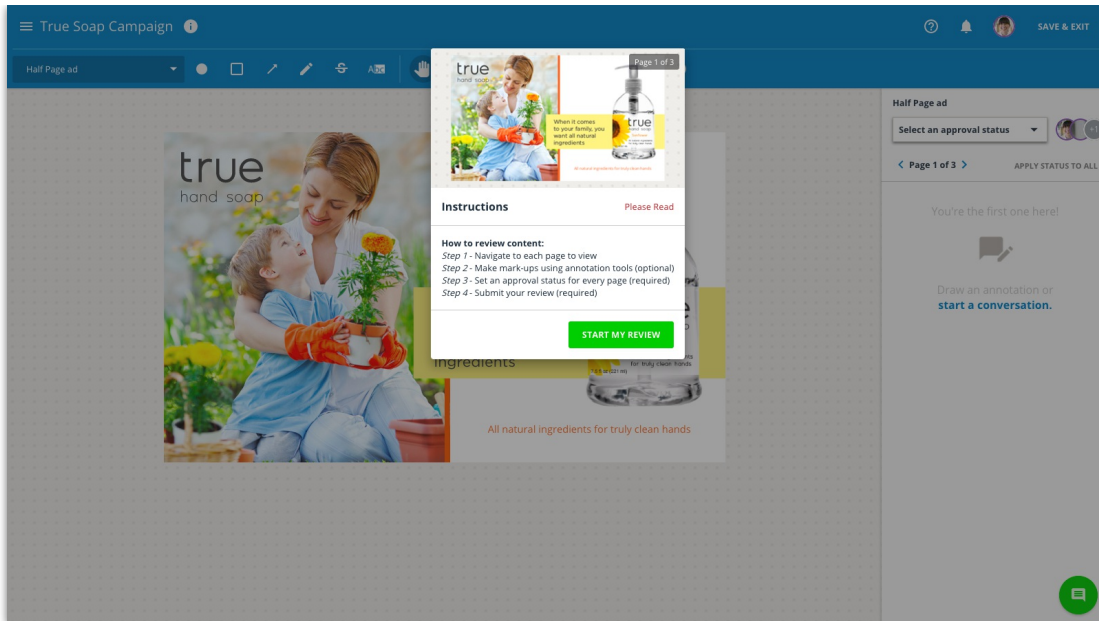 True Soap Campaign
SAVE & EXIT
Half Page ad
Abc
true
hand soap
Page 1 of 3
When it comes
to your family, you
want all natural
ingredients
true
All natural ingredients for truly clean hands
Instructions
Please Read
How to review content:
Step 1 - Navigate to each page to view
Step 2 - Make mark-ups using annotation tools (optional)
Step 3 - Set an approval status for every page (required)
Step 4 - Submit your review (required)
START MY REVIEW
true
hand soap
ingredients
for truly clean hands
All natural ingredients for truly clean hands
Half Page ad
Select an approval status
+1
Page 1 of 3
APPLY STATUS TO ALL
You're the first one here!
Draw an annotation or
start a conversation.